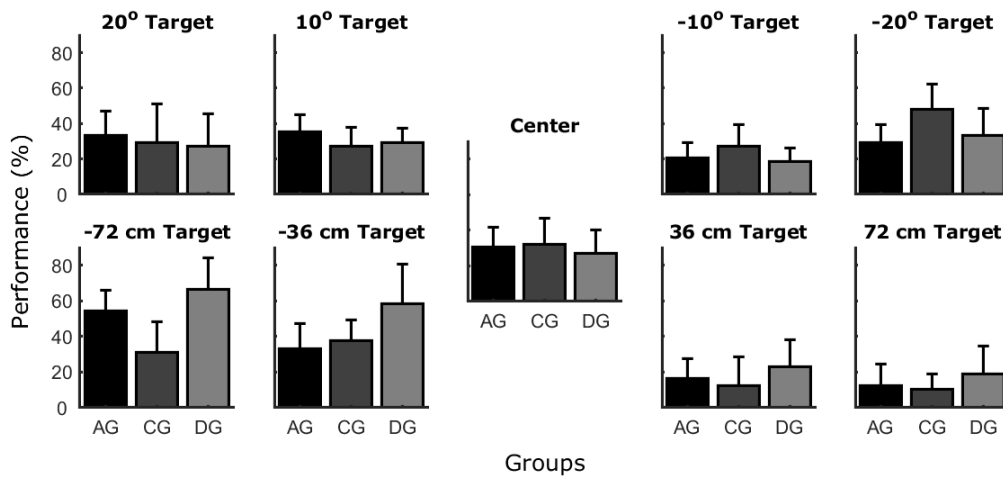 20° Target
10° Target
-10° Target
-20° Target
80
60
40
20
0
Center
-72 cm Target
-36 cm Target
36 cm Target
72 cm Target
80
60
40
20
0
Performance (%)
AG CG DG
AG CG DG
AG CG DG
AG CG DG
AG CG DG
Groups